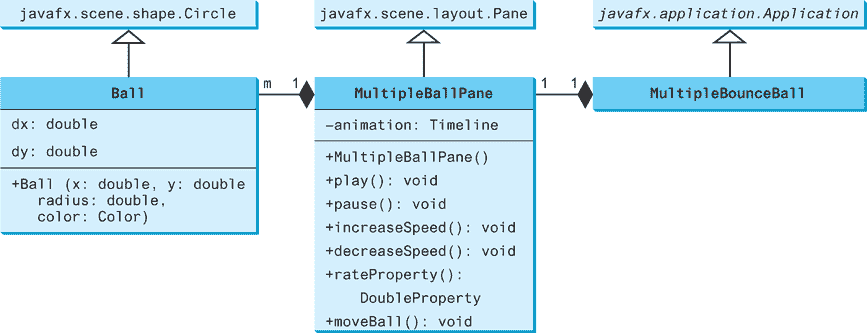 javafx.scene.shape.Circle
javafx.scene.layout.Pane
javafx.application.Application
Ball
m
1
MultipleBallPane
1
1
MultipleBounceBall
dx: double
dy: double
+Ball (x: double, y: double
radius: double,
color: Color)
-animation: Timeline
+MultipleBallPane()
+play(): void
+pause(): void
+increaseSpeed(): void
+decreaseSpeed(): void
+rateProperty():
DoubleProperty
+moveBall(): void